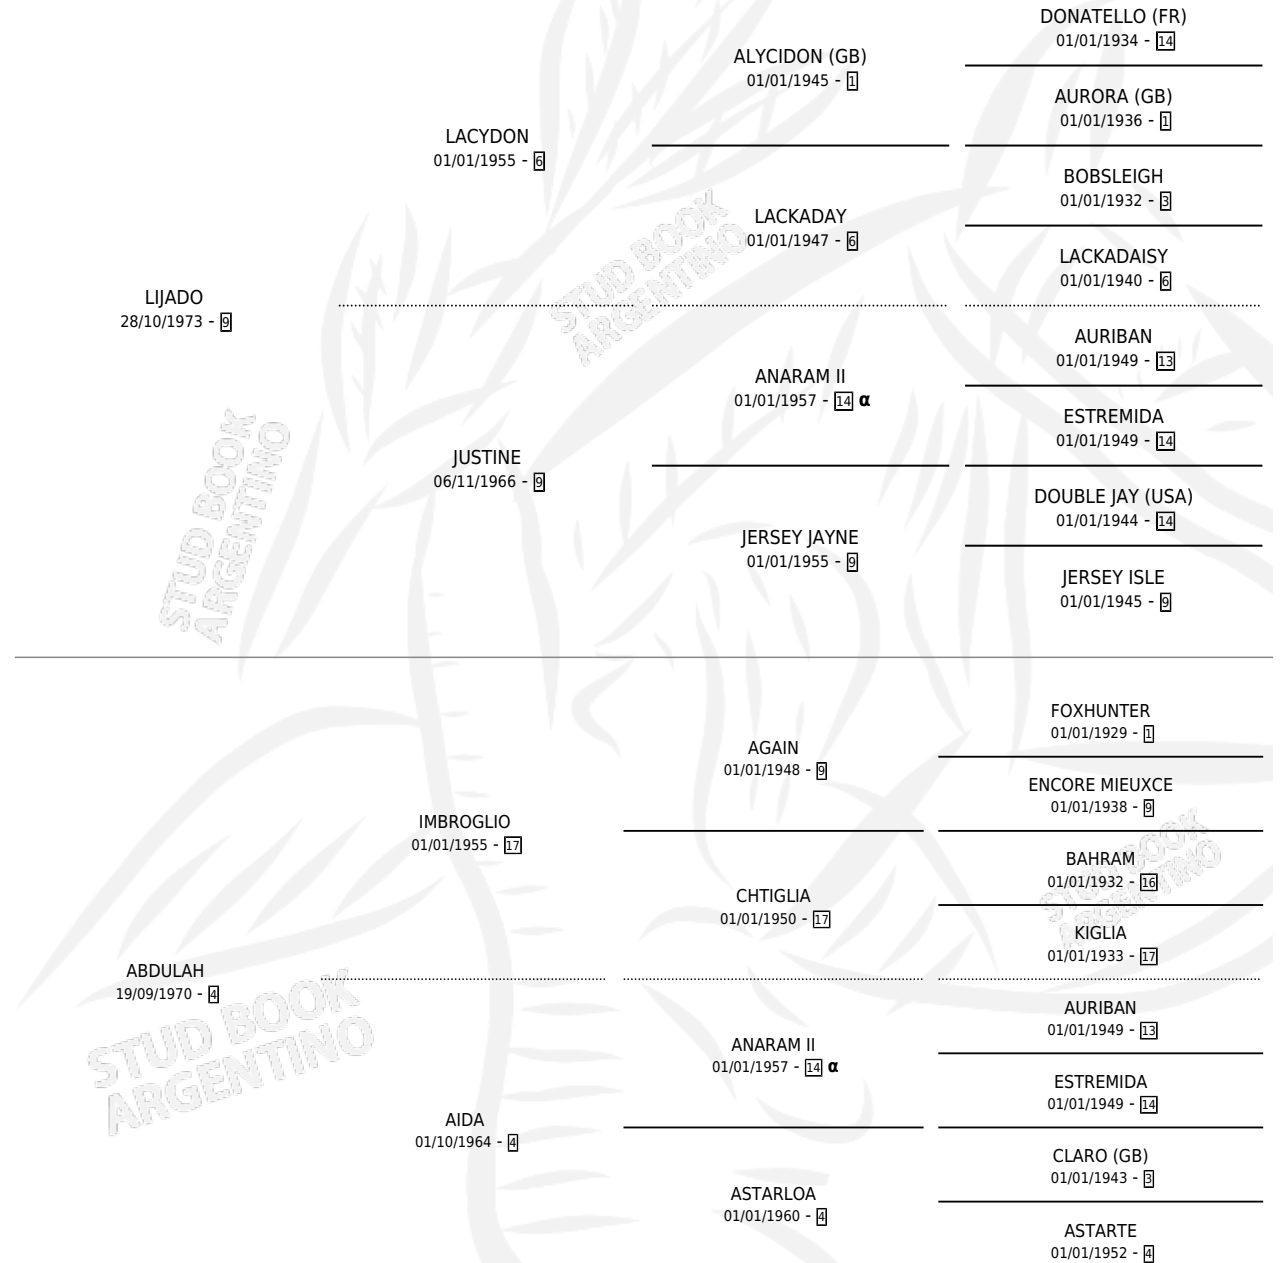 DONATELLO (FR)
01/01/1934 - 14
ALYCIDON (GB)
01/01/1945 - 1
AURORA (GB)
01/01/1936 - 1
LACYDON
01/01/1955 - 6
BOBSLEIGH
01/01/1932 - 3
LACKADAY
01/01/1947 - 6
LACKADAISY
01/01/1940 - 6
LIJADO
28/10/1973 - 9
AURIBAN
01/01/1949 - 13
ANARAM II
01/01/1957 - 14 α
ESTREMIDA
01/01/1949 - 14
JUSTINE
06/11/1966 - 9
DOUBLE JAY (USA)
01/01/1944 - 14
JERSEY JAYNE
01/01/1955 - 9
JERSEY ISLE
01/01/1945 - 9
STUD BOOK
ARGENTINO
STUD BOOK
ARGENTINO
FOXHUNTER
01/01/1929 - 1
AGAIN
01/01/1948 - 9
ENCORE MIEUXCE
01/01/1938 - 9
IMBROGLIO
01/01/1955 - 17
BAHRAM
01/01/1932 - 16
CHTIGLIA
01/01/1950 - 17
KIGLIA
01/01/1933 - 17
ABDULAH
19/09/1970 - 4
AURIBAN
01/01/1949 - 13
ANARAM II
01/01/1957 - 14 α
ESTREMIDA
01/01/1949 - 14
AIDA
01/10/1964 - 4
CLARO (GB)
01/01/1943 - 3
ASTARLOA
01/01/1960 - 4
ASTARTE
01/01/1952 - 4
STUD BOOK
ARGENTINO
STUD BOOK
ARGENTINO